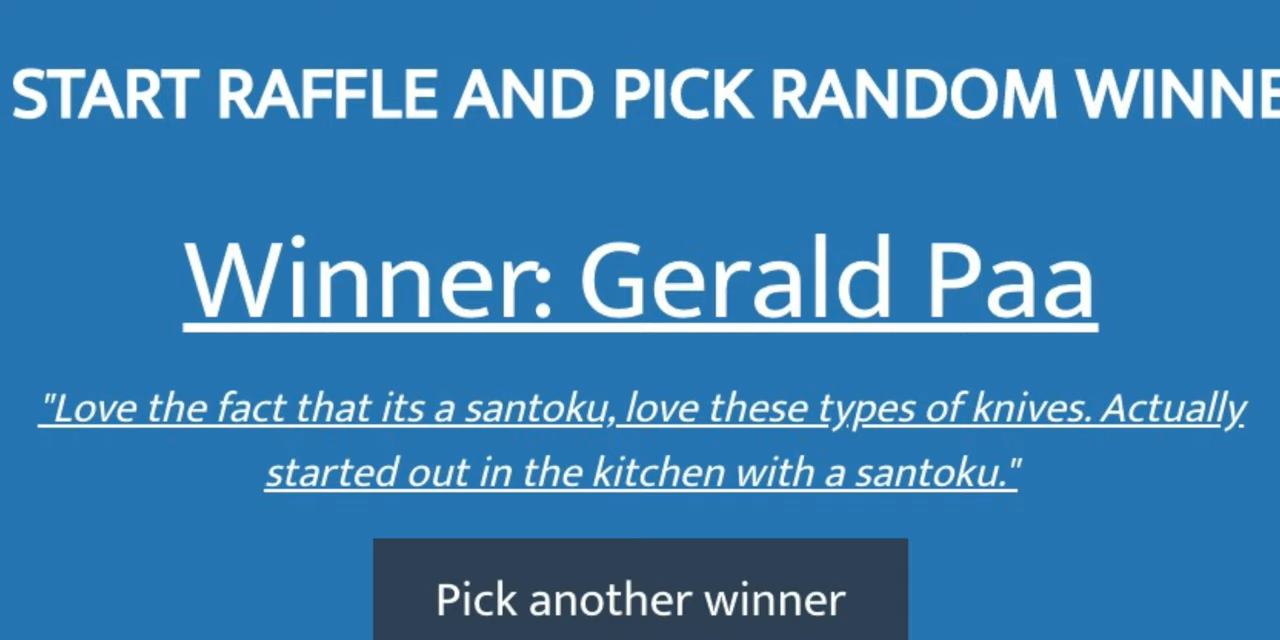 START RAFFLE AND PICK RANDOM WINNE
Winner: Gerald Paa
"Love the fact that its a santoku, love these types of knives. Actually
started out in the kitchen with a santoku."
Pick another winner